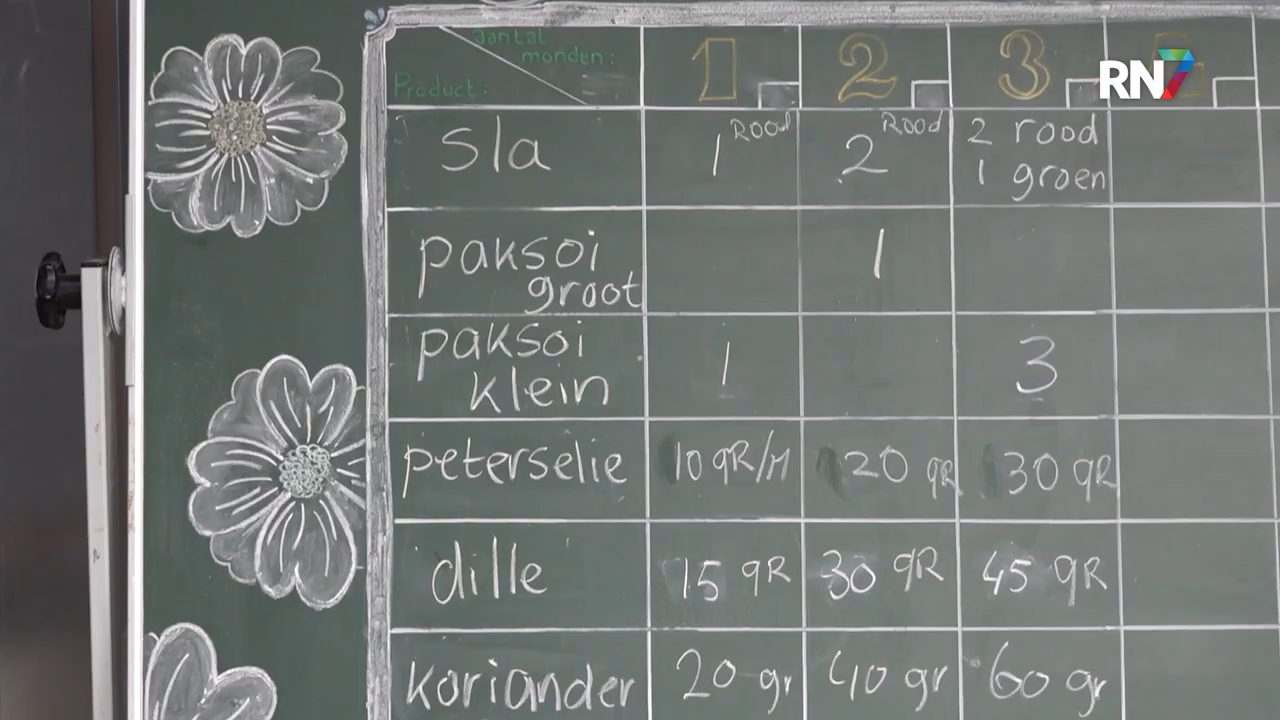 Aantal
monden:
Product:
1 2 3
RN7
Sla 1 Rood 2 Rood 2 rood
1 groen
paksoi
groot 1
paksoi
klein 1 3
peterselie 10 gR/M 20 gR 30 gR
dille 15 gR 30 gR 45 gR
koriander 20 gr 40 gr 60 gr